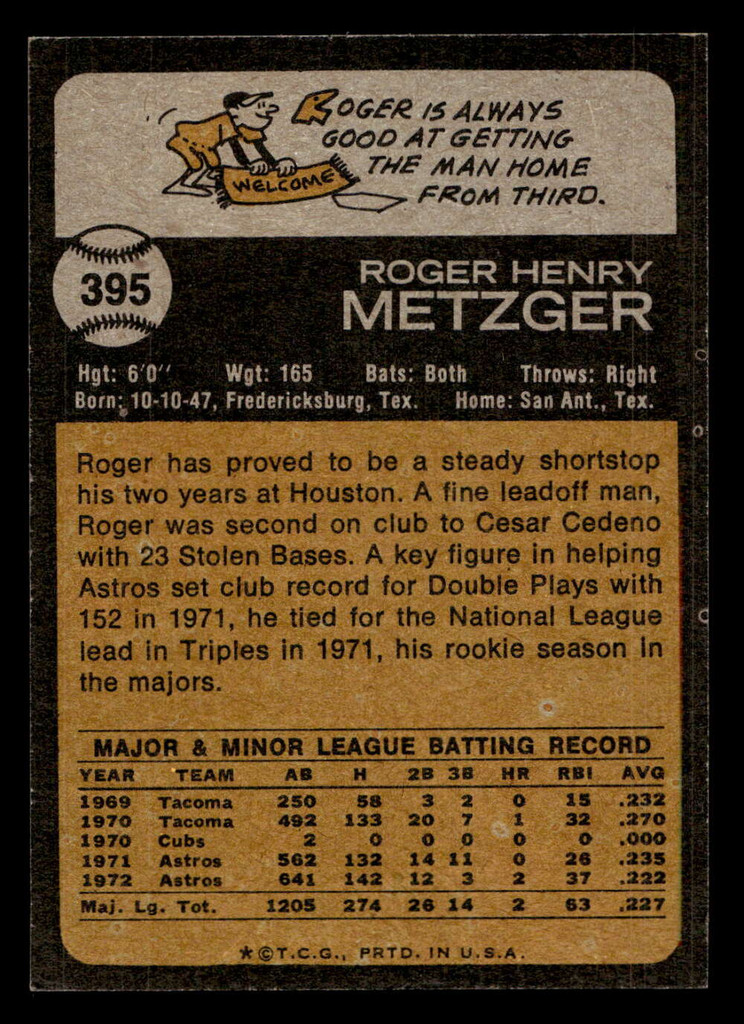 ROGER IS ALWAYS
GOOD AT GETTING
THE MAN HOME
FROM THIRD.
WELCOME
395
ROGER HENRY
METZGER
Hgt: 6'0" Wgt: 165 Bats: Both Throws: Right
Born: 10-10-47, Fredericksburg, Tex. Home: San Ant., Tex.
Roger has proved to be a steady shortstop
his two years at Houston. A fine leadoff man,
Roger was second on club to Cesar Cedeno
with 23 Stolen Bases. A key figure in helping
Astros set club record for Double Plays with
152 in 1971, he tied for the National League
lead in Triples in 1971, his rookie season in
the majors.
MAJOR & MINOR LEAGUE BATTING RECORD
YEAR TEAM AB H 2B 3B HR RBI AVG
1969 Tacoma 250 58 3 2 0 15 .232
1970 Tacoma 492 133 20 7 1 32 .270
1970 Cubs 2 0 0 0 0 0 .000
1971 Astros 562 132 14 11 0 26 .235
1972 Astros 641 142 12 3 2 37 .222
Maj. Lg. Tot. 1205 274 26 14 2 63 .227
*©T.C.G., PRTD. IN U.S.A.